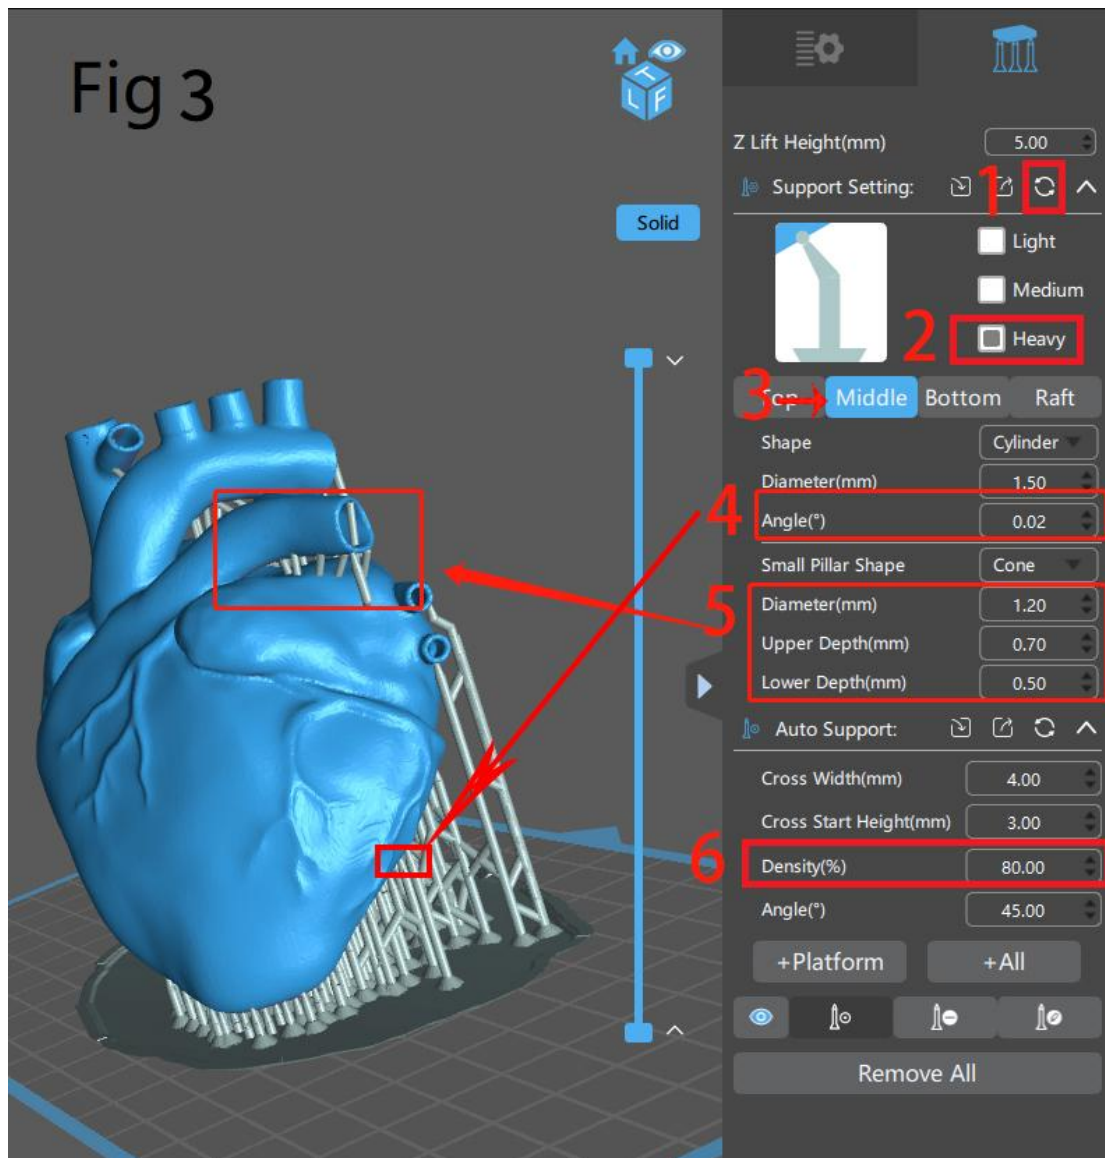 Fig 3
T
L F
Solid
Z Lift Height(mm) 5.00
1
Support Setting:
Light
Medium
2 Heavy
3 Top Middle Bottom Raft
Shape Cylinder
Diameter(mm) 1.50
4 Angle(°) 0.02
Small Pillar Shape Cone
5 Diameter(mm) 1.20
Upper Depth(mm) 0.70
Lower Depth(mm) 0.50
Auto Support:
Cross Width(mm) 4.00
Cross Start Height(mm) 3.00
6 Density(%) 80.00
Angle(°) 45.00
+Platform +All
Remove All